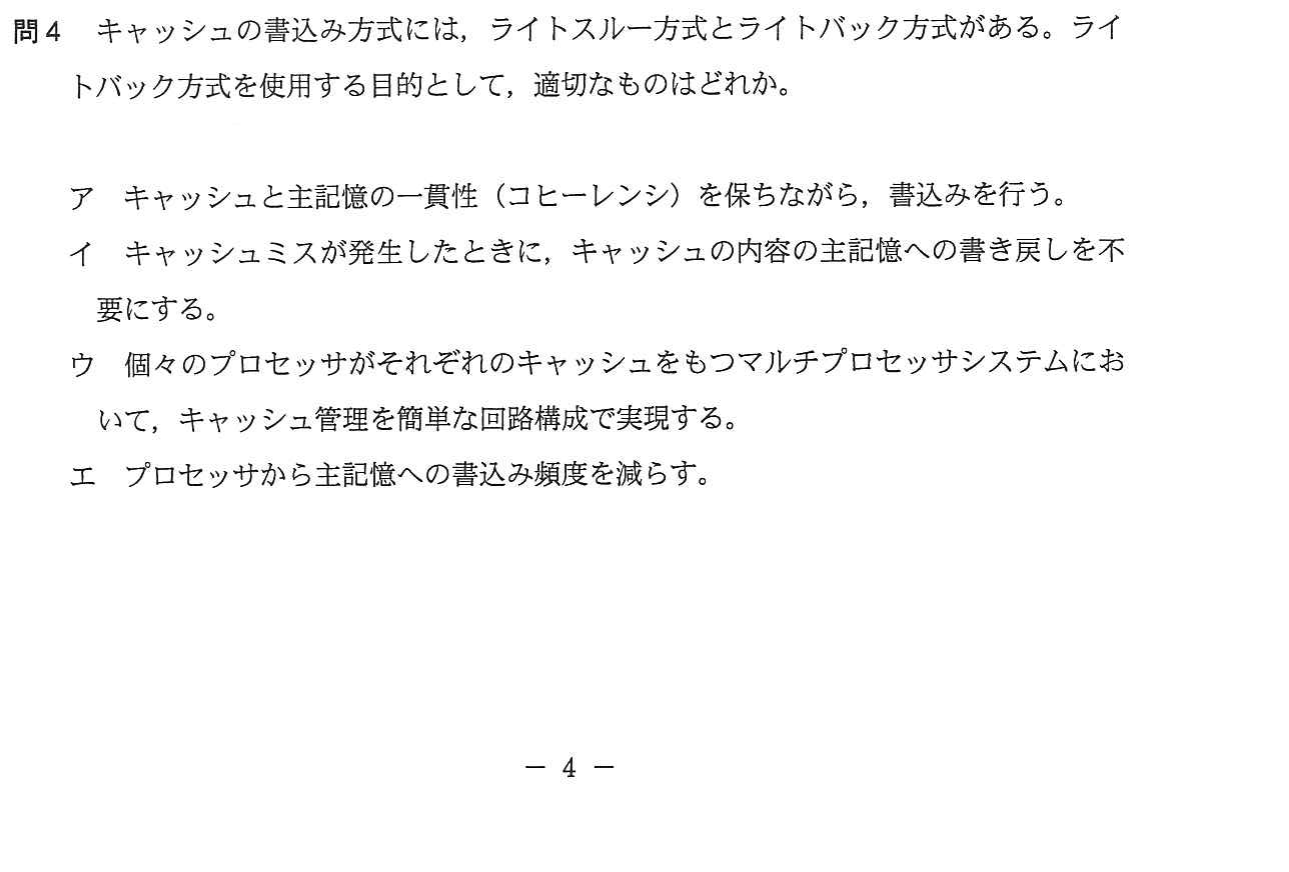 問4 キャッシュの書込み方式には，ライトスルー方式とライトバック方式がある。ライ
トバック方式を使用する目的として，適切なものはどれか。
ア キャッシュと主記憶の一貫性（コヒーレンシ）を保ちながら，書込みを行う。
イ キャッシュミスが発生したときに，キャッシュの内容の主記憶への書き戻しを不
要にする。
ウ 個々のプロセッサがそれぞれのキャッシュをもつマルチプロセッサシステムにお
いて，キャッシュ管理を簡単な回路構成で実現する。
エ プロセッサから主記憶への書込み頻度を減らす。
－ 4 －